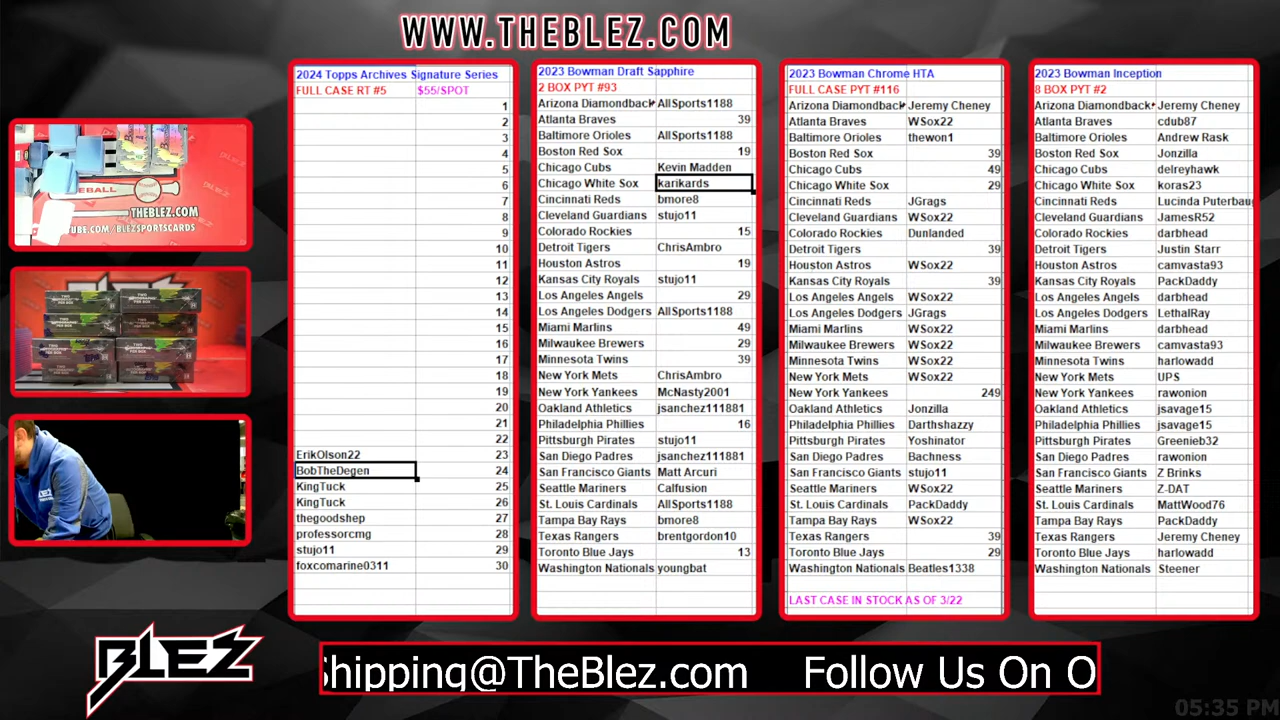 WWW.THEBLEZ.COM
2024 Topps Archives Signature Series
FULL CASE RT #5 $55/SPOT
1
2
3
4
5
6
7
8
9
10
11
12
13
14
15
16
17
18
19
20
21
22
ErikOlson22 23
BobTheDegen 24
KingTuck 25
KingTuck 26
thegoodshep 27
professorcmg 28
stujo11 29
foxcomarine0311 30
2023 Bowman Draft Sapphire
2 BOX PYT #93
Arizona Diamondback AllSports1188
Atlanta Braves 39
Baltimore Orioles AllSports1188
Boston Red Sox 19
Chicago Cubs Kevin Madden
Chicago White Sox karikards
Cincinnati Reds bmore8
Cleveland Guardians stujo11
Colorado Rockies 15
Detroit Tigers ChrisAmbro
Houston Astros 19
Kansas City Royals stujo11
Los Angeles Angels 29
Los Angeles Dodgers AllSports1188
Miami Marlins 49
Milwaukee Brewers 29
Minnesota Twins 39
New York Mets ChrisAmbro
New York Yankees McNasty2001
Oakland Athletics jsanchez111881
Philadelphia Phillies 16
Pittsburgh Pirates stujo11
San Diego Padres jsanchez111881
San Francisco Giants Matt Arcuri
Seattle Mariners Calfusion
St. Louis Cardinals AllSports1188
Tampa Bay Rays bmore8
Texas Rangers brentgordon10
Toronto Blue Jays 13
Washington Nationals youngbat
2023 Bowman Chrome HTA
FULL CASE PYT #116
Arizona Diamondback Jeremy Cheney
Atlanta Braves WSox22
Baltimore Orioles thewon1
Boston Red Sox 39
Chicago Cubs 49
Chicago White Sox 29
Cincinnati Reds JGrags
Cleveland Guardians WSox22
Colorado Rockies Dunlanded
Detroit Tigers 39
Houston Astros WSox22
Kansas City Royals 39
Los Angeles Angels WSox22
Los Angeles Dodgers JGrags
Miami Marlins WSox22
Milwaukee Brewers WSox22
Minnesota Twins WSox22
New York Mets WSox22
New York Yankees 249
Oakland Athletics Jonzilla
Philadelphia Phillies Darthshazzy
Pittsburgh Pirates Yoshinator
San Diego Padres Bachness
San Francisco Giants stujo11
Seattle Mariners WSox22
St. Louis Cardinals PackDaddy
Tampa Bay Rays WSox22
Texas Rangers 39
Toronto Blue Jays 29
Washington Nationals Beatles1338
LAST CASE IN STOCK AS OF 3/22
2023 Bowman Inception
8 BOX PYT #2
Arizona Diamondbacks Jeremy Cheney
Atlanta Braves cdub87
Baltimore Orioles Andrew Rask
Boston Red Sox Jonzilla
Chicago Cubs delreyhawk
Chicago White Sox koras23
Cincinnati Reds Lucinda Puterbaug
Cleveland Guardians JamesR52
Colorado Rockies darbhead
Detroit Tigers Justin Starr
Houston Astros camvasta93
Kansas City Royals PackDaddy
Los Angeles Angels darbhead
Los Angeles Dodgers LethalRay
Miami Marlins darbhead
Milwaukee Brewers camvasta93
Minnesota Twins harlowadd
New York Mets UPS
New York Yankees rawonion
Oakland Athletics jsavage15
Philadelphia Phillies jsavage15
Pittsburgh Pirates Greenieb32
San Diego Padres rawonion
San Francisco Giants Z Brinks
Seattle Mariners Z-DAT
St. Louis Cardinals MattWood76
Tampa Bay Rays PackDaddy
Texas Rangers Jeremy Cheney
Toronto Blue Jays harlowadd
Washington Nationals Steener
THEBLEZ.COM
UBE.COM/BLEZSPORTSCARDS
BLEZ
Shipping@TheBlez.com Follow Us On O
05:35 PM